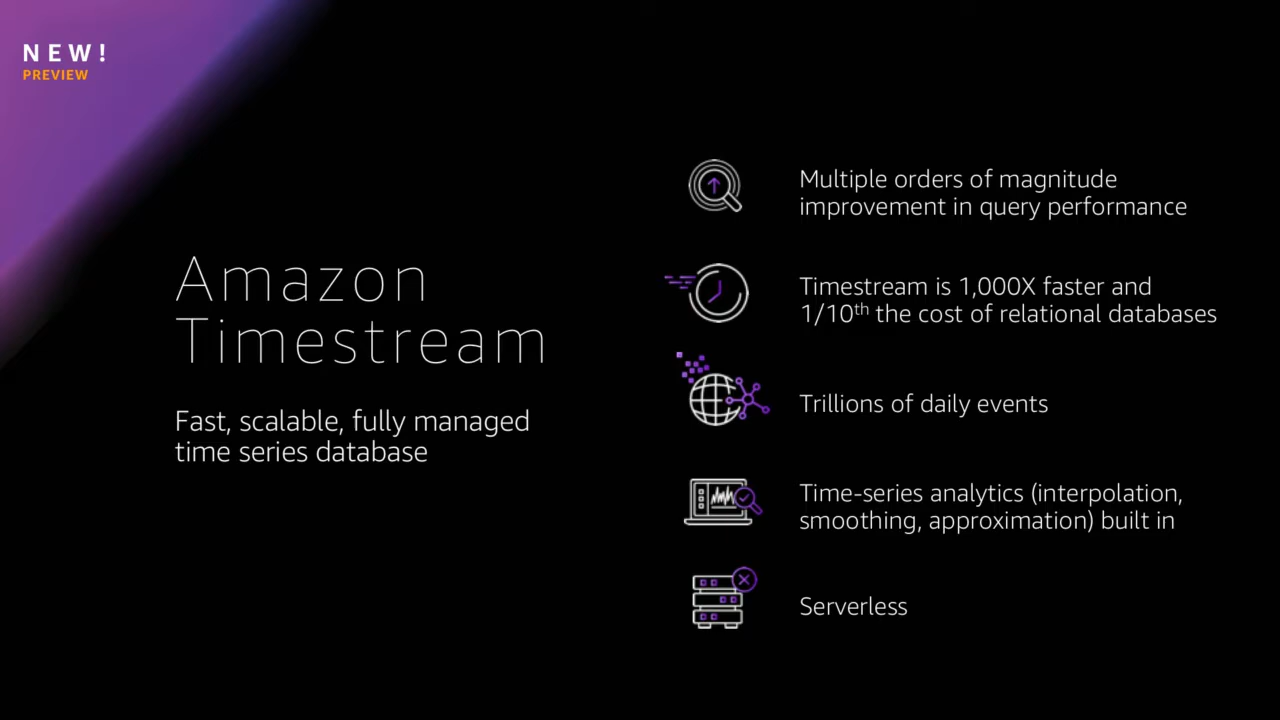 NEW!
PREVIEW
Amazon
Timestream
Fast, scalable, fully managed
time series database
Multiple orders of magnitude
improvement in query performance
Timestream is 1,000X faster and
1/10th the cost of relational databases
Trillions of daily events
Time-series analytics (interpolation,
smoothing, approximation) built in
Serverless